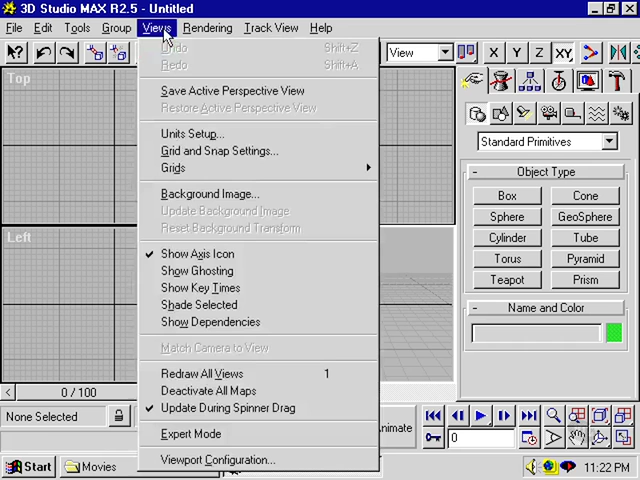 3D Studio MAX R2.5 - Untitled
File Edit Tools Group Views Rendering Track View Help
View X Y Z XY
Top
Left
Undo Shift+Z
Redo Shift+A
Save Active Perspective View
Restore Active Perspective View
Units Setup...
Grid and Snap Settings...
Grids
Background Image...
Update Background Image
Reset Background Transform
Show Axis Icon
Show Ghosting
Show Key Times
Shade Selected
Show Dependencies
Match Camera to View
Redraw All Views 1
Deactivate All Maps
Update During Spinner Drag
Expert Mode
Viewport Configuration...
Standard Primitives
- Object Type
Box Cone
Sphere GeoSphere
Cylinder Tube
Torus Pyramid
Teapot Prism
- Name and Color
< 0 / 100
None Selected
nimate
0
Start Movies 11:22 PM